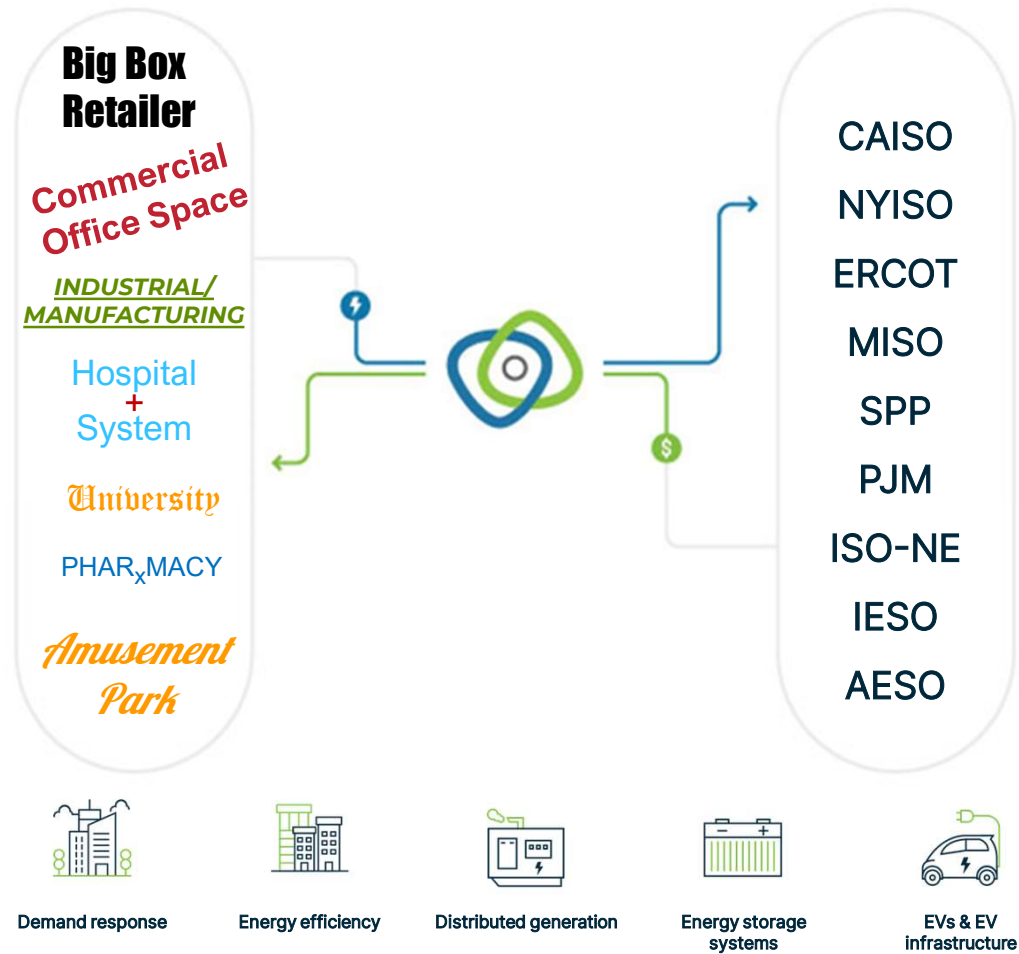 Big Box
Retailer
Commercial
Office Space
INDUSTRIAL/
MANUFACTURING
Hospital
+
System
University
PHARxMACY
Amusement
Park
$
CAISO
NYISO
ERCOT
MISO
SPP
PJM
ISO-NE
IESO
AESO
Demand response
Energy efficiency
Distributed generation
Energy storage
systems
EVs & EV
infrastructure